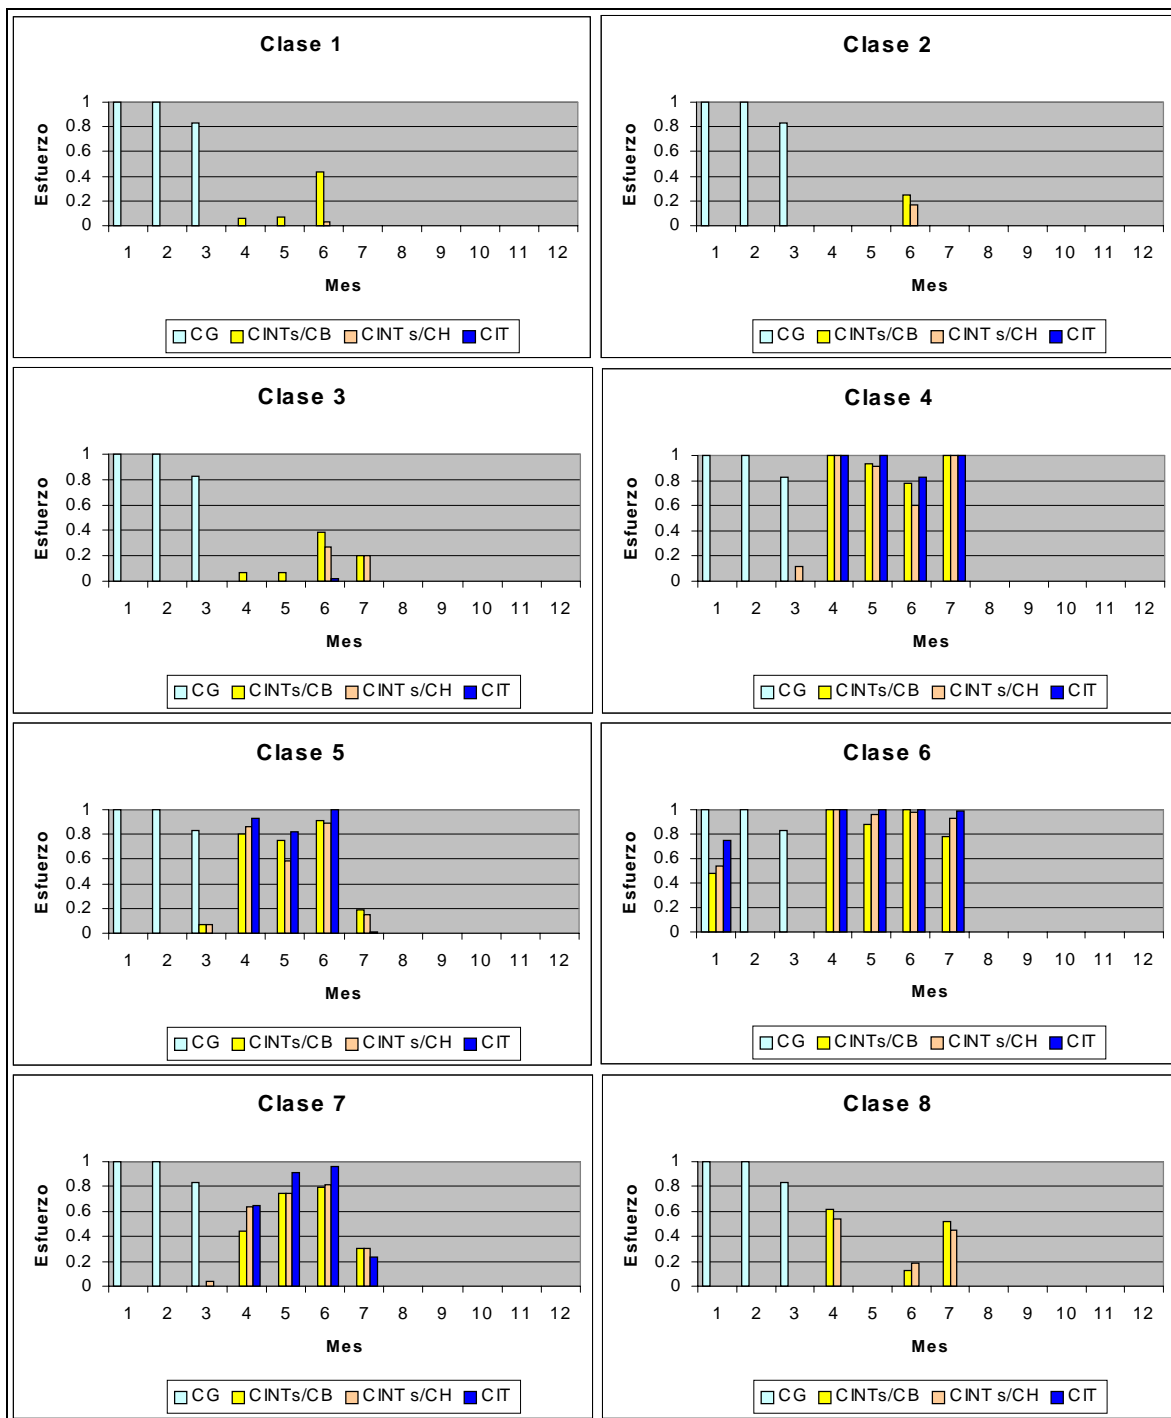 Clase 1
1
0.8
0.6
0.4
0.2
0
Esfuerzo
1 2 3 4 5 6 7 8 9 10 11 12
Mes
CG CINTs/CB CINT s/CH CIT
Clase 2
1
0.8
0.6
0.4
0.2
0
Esfuerzo
1 2 3 4 5 6 7 8 9 10 11 12
Mes
CG CINTs/CB CINT s/CH CIT
Clase 3
1
0.8
0.6
0.4
0.2
0
Esfuerzo
1 2 3 4 5 6 7 8 9 10 11 12
Mes
CG CINTs/CB CINT s/CH CIT
Clase 4
1
0.8
0.6
0.4
0.2
0
Esfuerzo
1 2 3 4 5 6 7 8 9 10 11 12
Mes
CG CINTs/CB CINT s/CH CIT
Clase 5
1
0.8
0.6
0.4
0.2
0
Esfuerzo
1 2 3 4 5 6 7 8 9 10 11 12
Mes
CG CINTs/CB CINT s/CH CIT
Clase 6
1
0.8
0.6
0.4
0.2
0
Esfuerzo
1 2 3 4 5 6 7 8 9 10 11 12
Mes
CG CINTs/CB CINT s/CH CIT
Clase 7
1
0.8
0.6
0.4
0.2
0
Esfuerzo
1 2 3 4 5 6 7 8 9 10 11 12
Mes
CG CINTs/CB CINT s/CH CIT
Clase 8
1
0.8
0.6
0.4
0.2
0
Esfuerzo
1 2 3 4 5 6 7 8 9 10 11 12
Mes
CG CINTs/CB CINT s/CH CIT